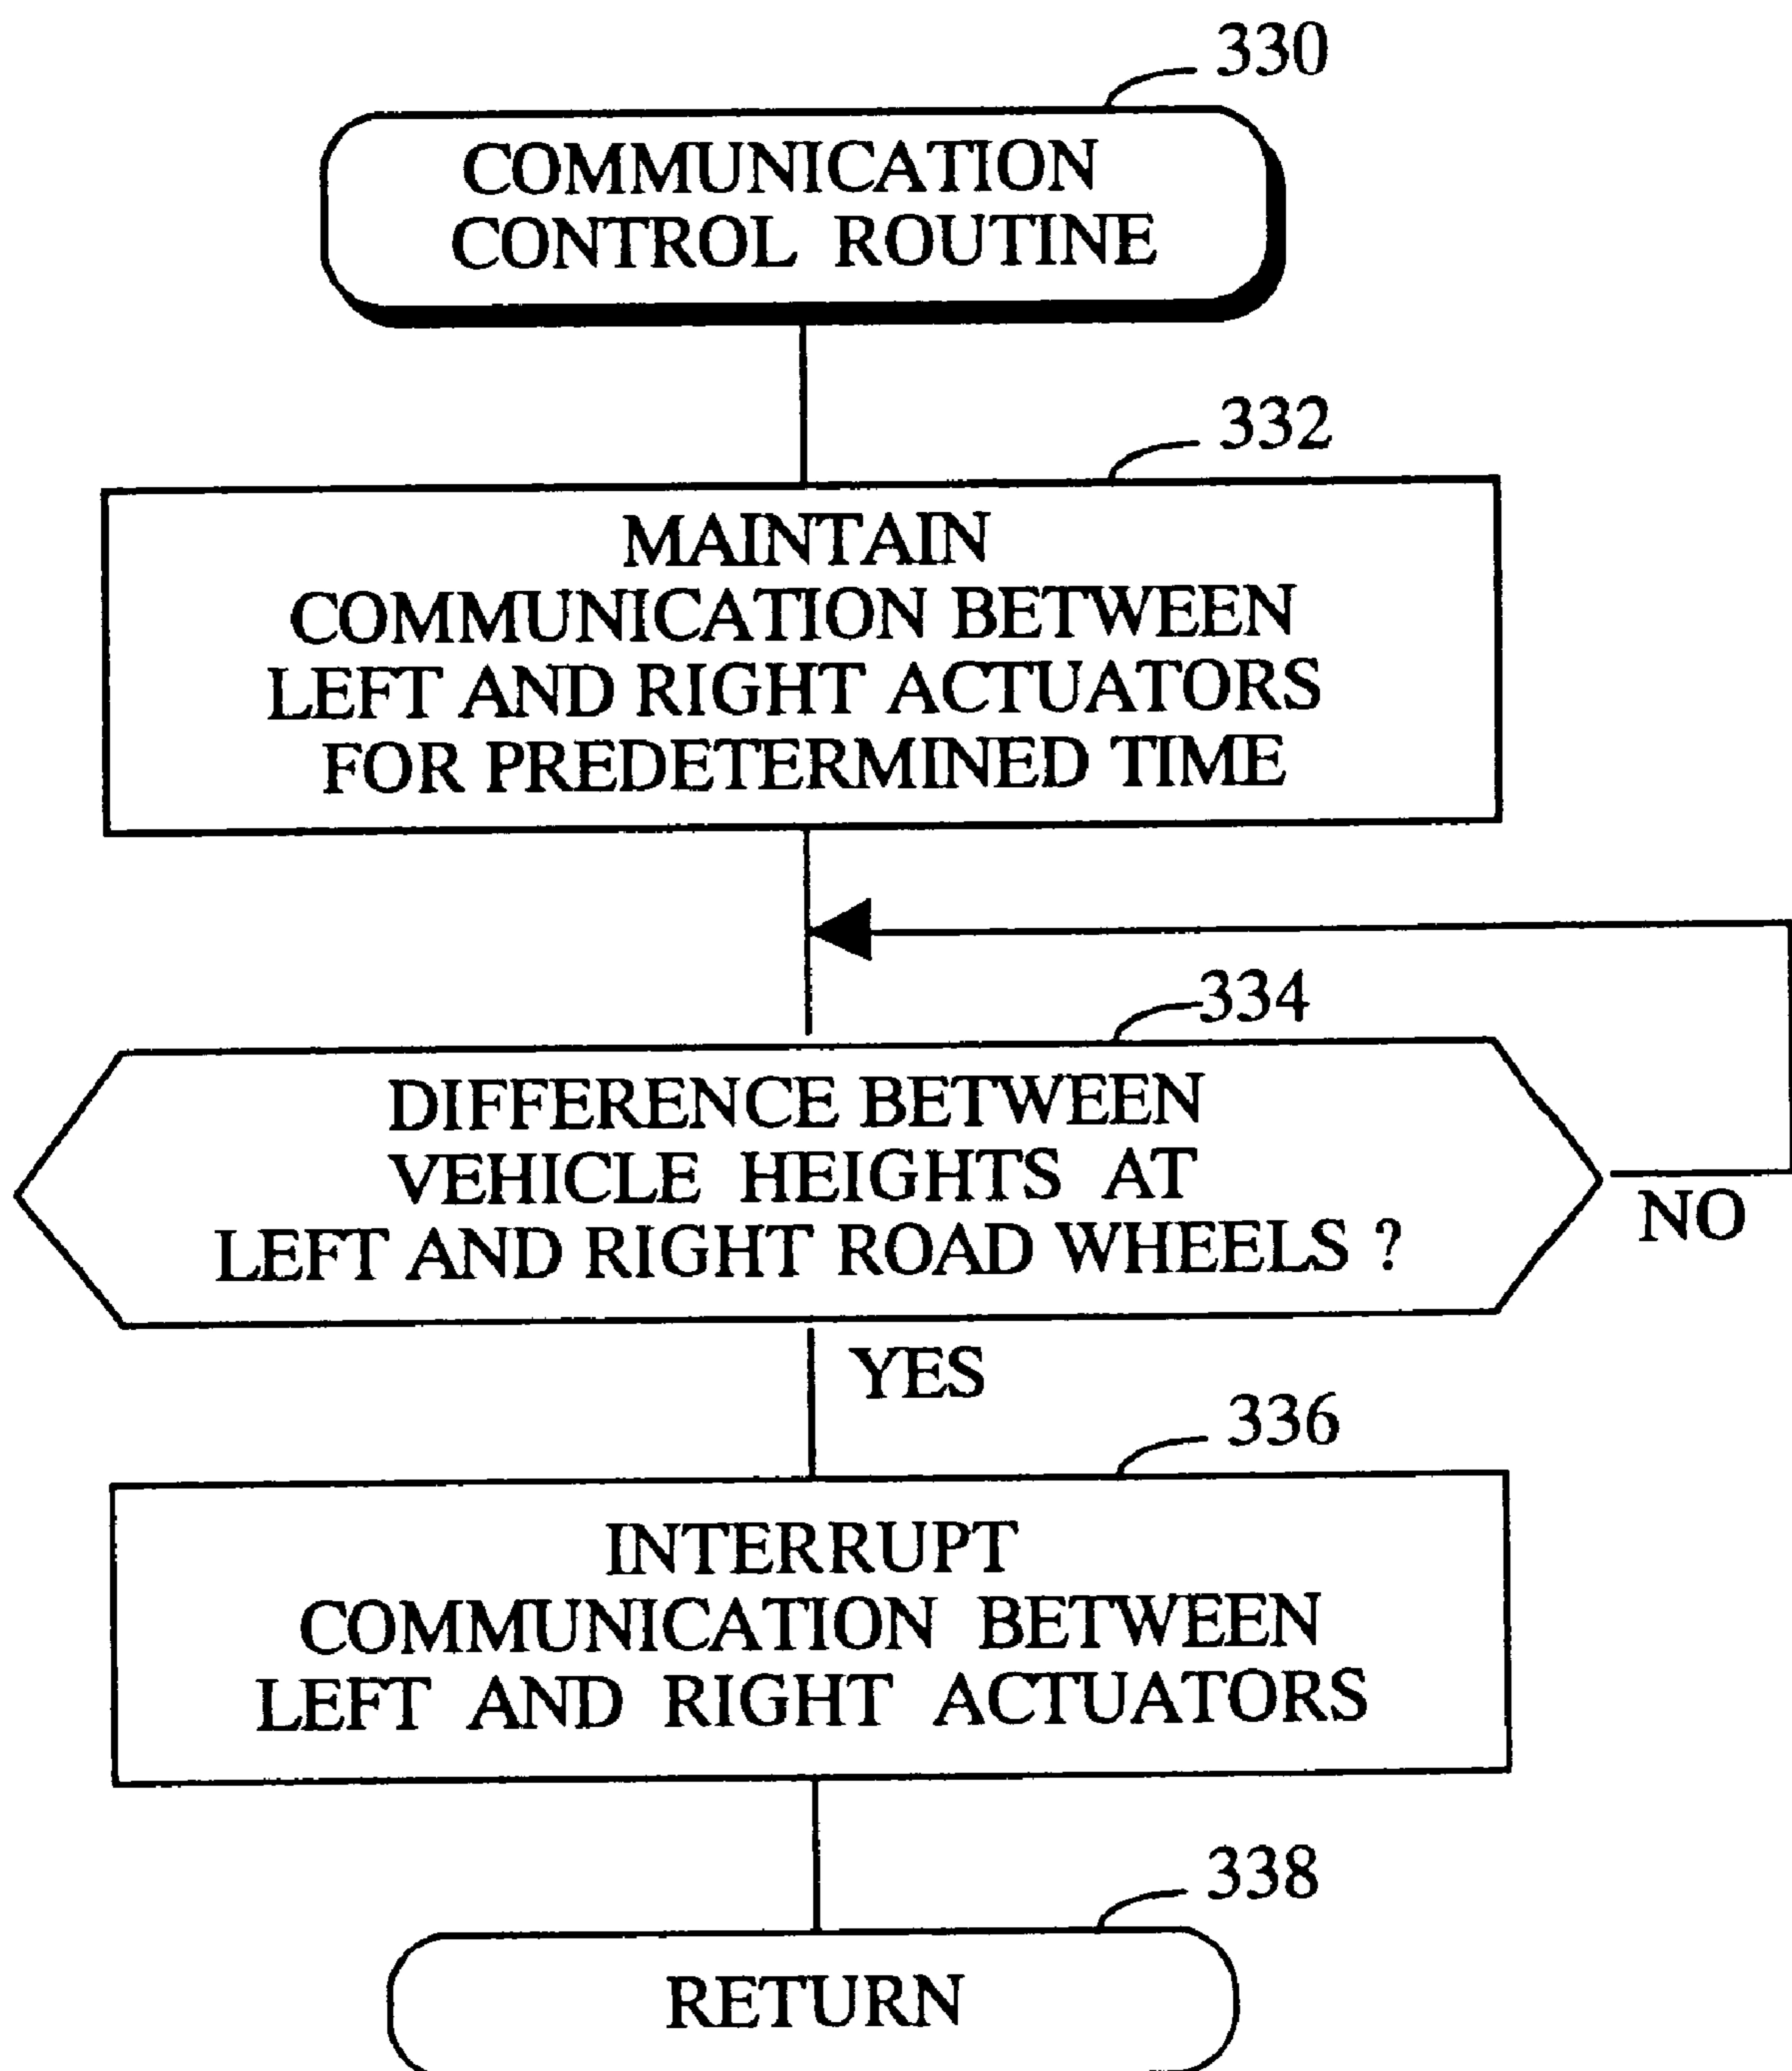 330
COMMUNICATION
CONTROL ROUTINE
332
MAINTAIN
COMMUNICATION BETWEEN
LEFT AND RIGHT ACTUATORS
FOR PREDETERMINED TIME
334
DIFFERENCE BETWEEN
VEHICLE HEIGHTS AT
LEFT AND RIGHT ROAD WHEELS ?
NO
YES
336
INTERRUPT
COMMUNICATION BETWEEN
LEFT AND RIGHT ACTUATORS
338
RETURN